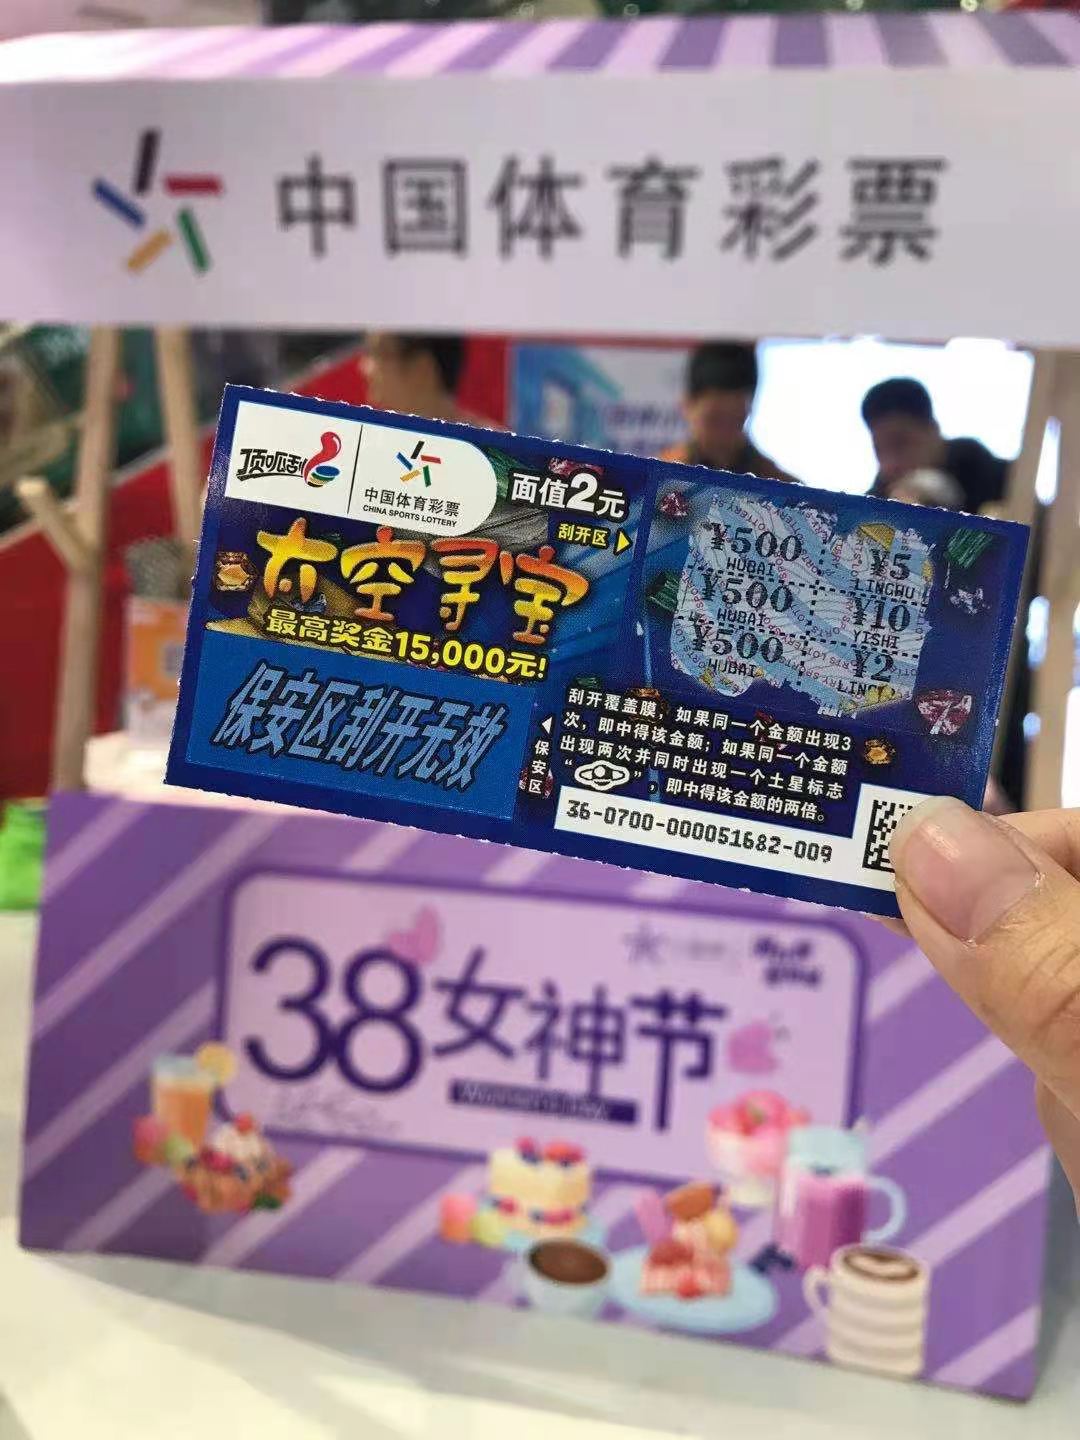 中国体育彩票
顶呱刮
中国体育彩票
CHINA SPORTS LOTTERY
面值2元
刮开区
太空寻宝
最高奖金15,000元!
保安区刮开无效
保安区
¥500
HUBAI
¥5
LINGWU
¥500
WUBAI
¥10
YISHI
¥500
WUBAI
¥2
刮开覆盖膜，如果同一个金额出现3
次，即中得该金额；如果同一个金额
出现两次并同时出现一个土星标志
“ ”，即中得该金额的两倍。
36-0700-000051682-009
38女神节